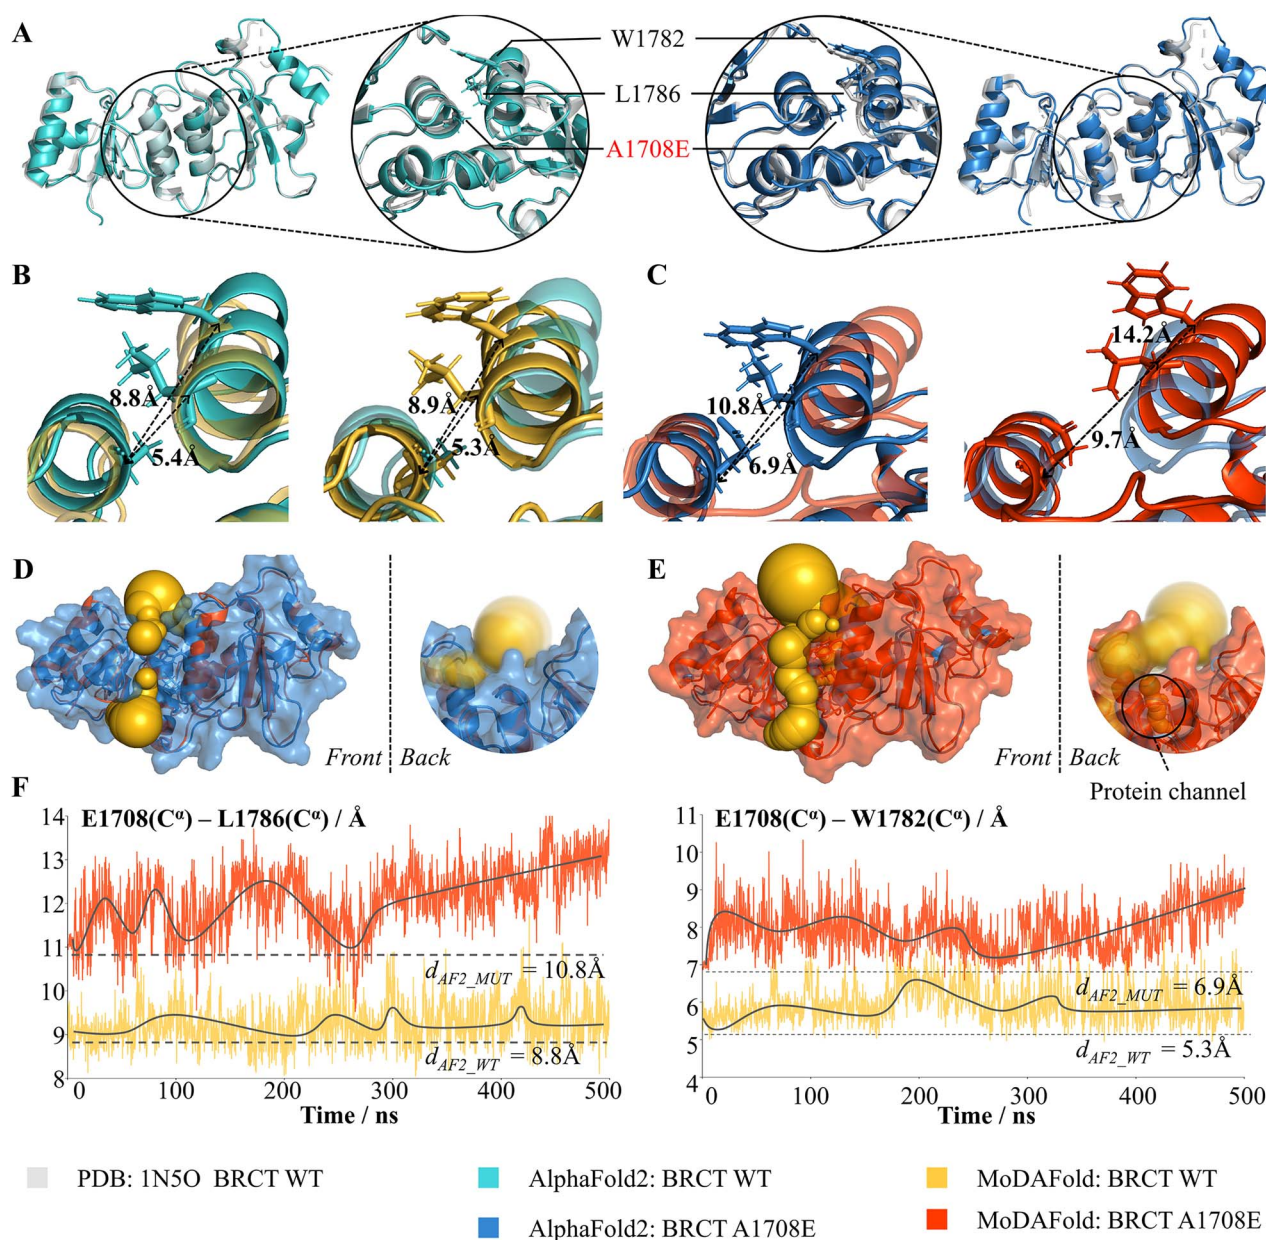 A
W1782
L1786
A1708E
B
8.8Å
5.4Å
8.9Å
5.3Å
C
10.8Å
6.9Å
14.2Å
9.7Å
D
Front
Back
E
Front
Back
Protein channel
F
E1708(Cα) – L1786(Cα) / Å
14
13
12
11
10
9
8
d_AF2_MUT = 10.8Å
d_AF2_WT = 8.8Å
0 100 200 300 400 500
Time / ns
E1708(Cα) – W1782(Cα) / Å
11
10
9
8
7
6
5
4
d_AF2_MUT = 6.9Å
d_AF2_WT = 5.3Å
0 100 200 300 400 500
Time / ns
PDB: 1N5O BRCT WT
AlphaFold2: BRCT WT
MoDAFold: BRCT WT
AlphaFold2: BRCT A1708E
MoDAFold: BRCT A1708E